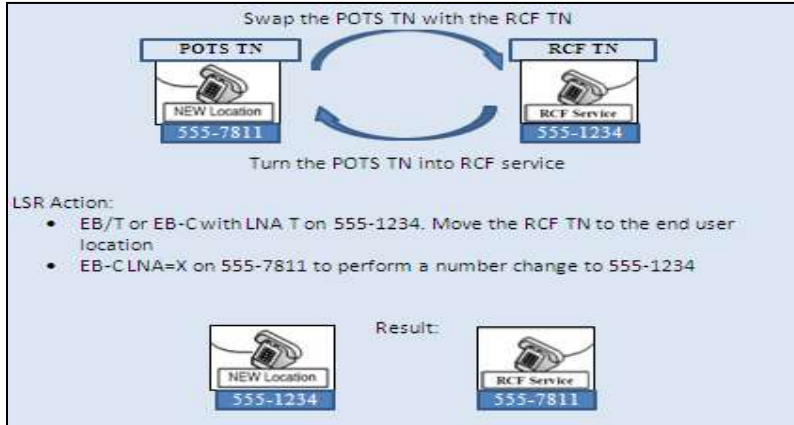 Swap the POTS TN with the RCF TN
POTS TN
RCF TN
NEW Location
RCF Service
555-7811
555-1234
Turn the POTS TN into RCF service
LSR Action:
• EB/T or EB-C with LNA T on 555-1234. Move the RCF TN to the end user
location
• EB-C LNA=X on 555-7811 to perform a number change to 555-1234
Result:
NEW Location
RCF Service
555-1234
555-7811